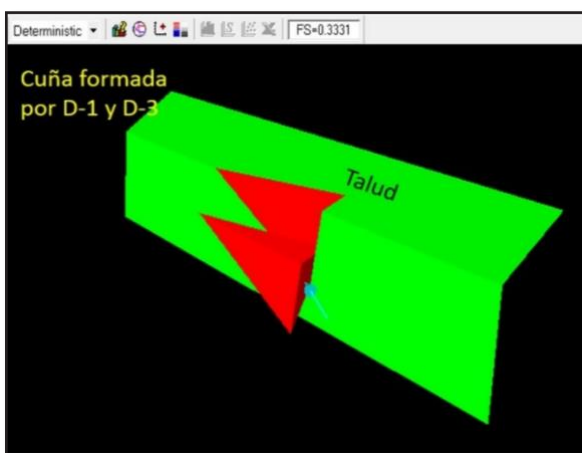 Deterministic FS=0.3331
Cuña formada
por D-1 y D-3
Talud